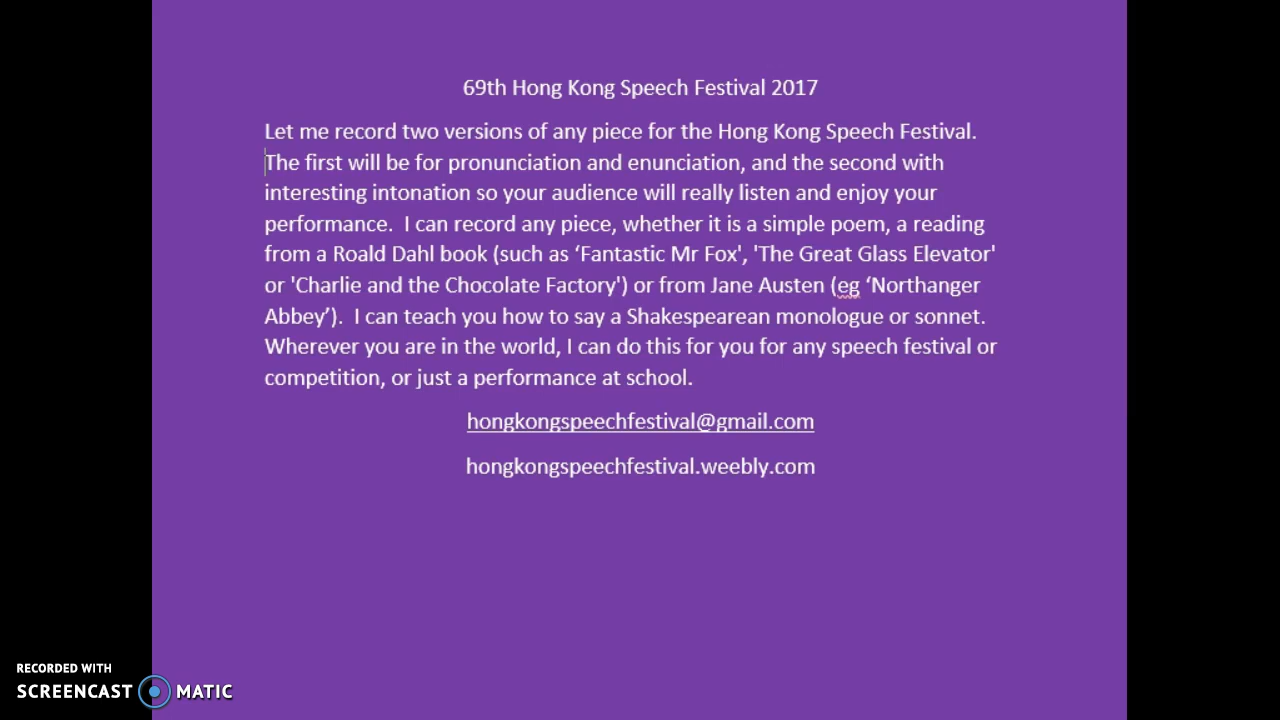 69th Hong Kong Speech Festival 2017
Let me record two versions of any piece for the Hong Kong Speech Festival.
The first will be for pronunciation and enunciation, and the second with
interesting intonation so your audience will really listen and enjoy your
performance.  I can record any piece, whether it is a simple poem, a reading
from a Roald Dahl book (such as ‘Fantastic Mr Fox', 'The Great Glass Elevator'
or 'Charlie and the Chocolate Factory') or from Jane Austen (eg ‘Northanger
Abbey’).  I can teach you how to say a Shakespearean monologue or sonnet.
Wherever you are in the world, I can do this for you for any speech festival or
competition, or just a performance at school.
hongkongspeechfestival@gmail.com
hongkongspeechfestival.weebly.com
RECORDED WITH
SCREENCAST MATIC